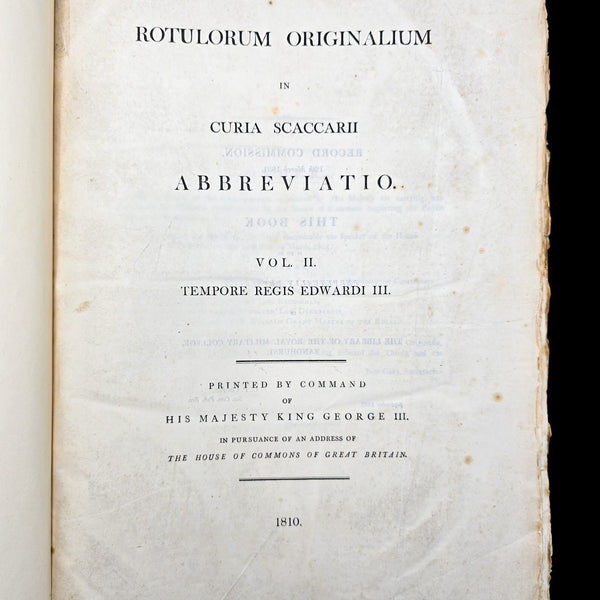 ROTULORUM ORIGINALIUM
IN
CURIA SCACCARII
ABBREVIATIO.
VOL. II.
TEMPORE REGIS EDWARDI III.
PRINTED BY COMMAND
OF
HIS MAJESTY KING GEORGE III.
IN PURSUANCE OF AN ADDRESS OF
THE HOUSE OF COMMONS OF GREAT BRITAIN.
1810.